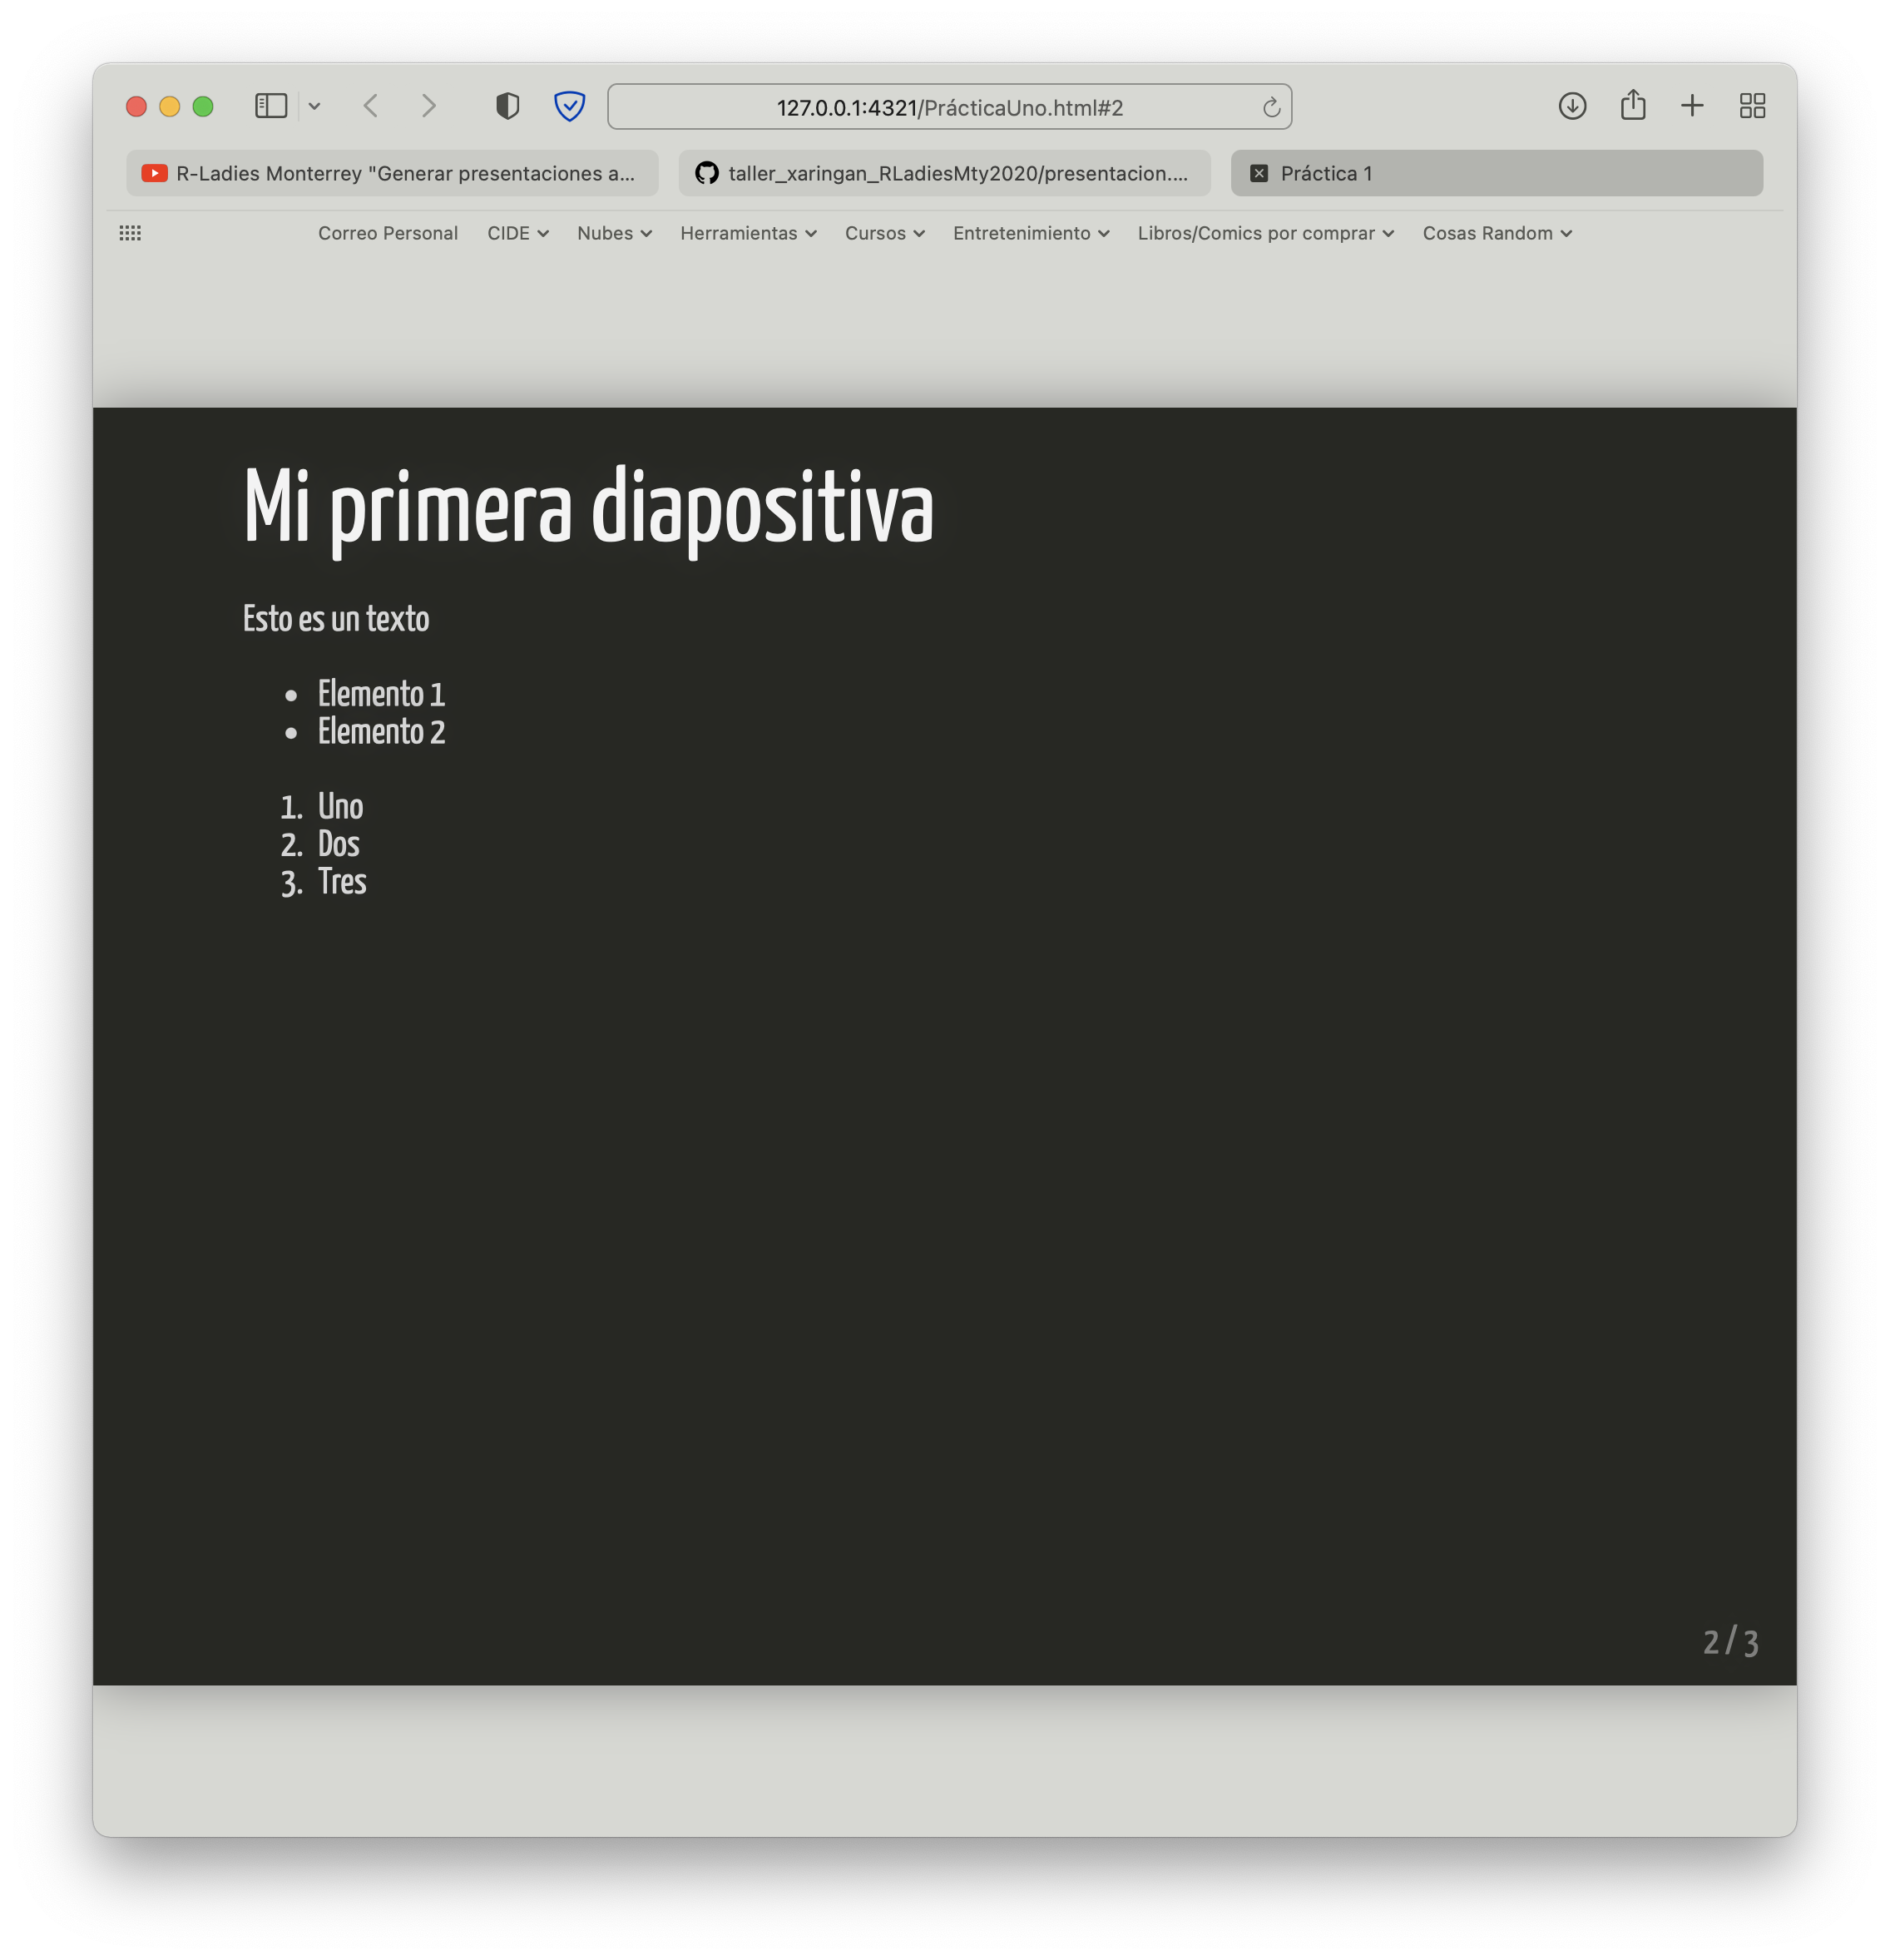 127.0.0.1:4321/PrácticaUno.html#2
R-Ladies Monterrey "Generar presentaciones a...
taller_xaringan_RLadiesMty2020/presentacion....
Práctica 1
Correo Personal CIDE Nubes Herramientas Cursos Entretenimiento Libros/Comics por comprar Cosas Random
Mi primera diapositiva
Esto es un texto
• Elemento 1
• Elemento 2
1. Uno
2. Dos
3. Tres
2 / 3